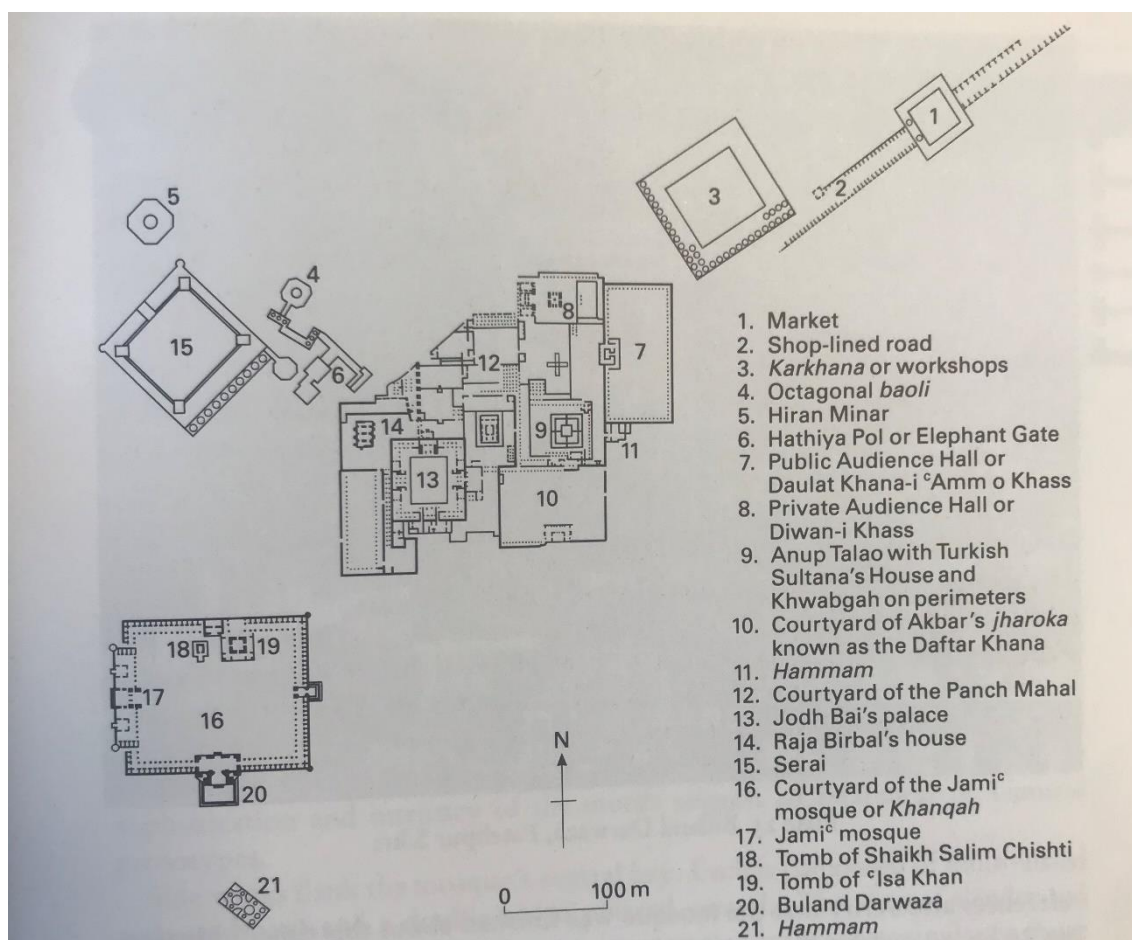 1
2
3
5
4
15
6
8
7
12
14
9
13
11
10
18
19
17
16
20
21
N
0 100 m
1. Market
2. Shop-lined road
3. Karkhana or workshops
4. Octagonal baoli
5. Hiran Minar
6. Hathiya Pol or Elephant Gate
7. Public Audience Hall or
Daulat Khana-i ᶜAmm o Khass
8. Private Audience Hall or
Diwan-i Khass
9. Anup Talao with Turkish
Sultana's House and
Khwabgah on perimeters
10. Courtyard of Akbar's jharoka
known as the Daftar Khana
11. Hammam
12. Courtyard of the Panch Mahal
13. Jodh Bai's palace
14. Raja Birbal's house
15. Serai
16. Courtyard of the Jamiᶜ
mosque or Khanqah
17. Jamiᶜ mosque
18. Tomb of Shaikh Salim Chishti
19. Tomb of ᶜIsa Khan
20. Buland Darwaza
21. Hammam